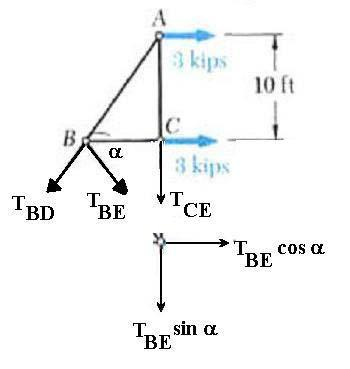 A
3 kips
10 ft
B α C
3 kips
T_BD T_BE T_CE
T_BE cos α
T_BE sin α